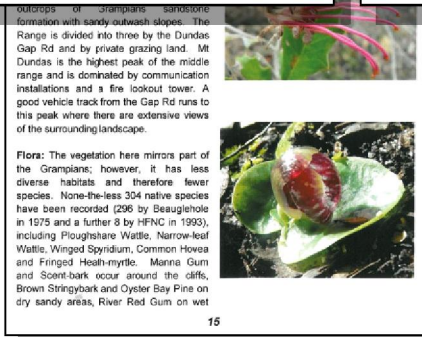 outcrops of Grampians sandstone
formation with sandy outwash slopes. The
Range is divided into three by the Dundas
Gap Rd and by private grazing land. Mt
Dundas is the highest peak of the middle
range and is dominated by communication
installations and a fire lookout tower. A
good vehicle track from the Gap Rd runs to
this peak where there are extensive views
of the surrounding landscape.
Flora: The vegetation here mirrors part of
the Grampians; however, it has less
diverse habitats and therefore fewer
species. None-the-less 304 native species
have been recorded (296 by Beauglehole
in 1975 and a further 8 by HFNC in 1993),
including Ploughshare Wattle, Narrow-leaf
Wattle, Winged Spyridium, Common Hovea
and Fringed Heath-myrtle. Manna Gum
and Scent-bark occur around the cliffs,
Brown Stringybark and Oyster Bay Pine on
dry sandy areas, River Red Gum on wet
15